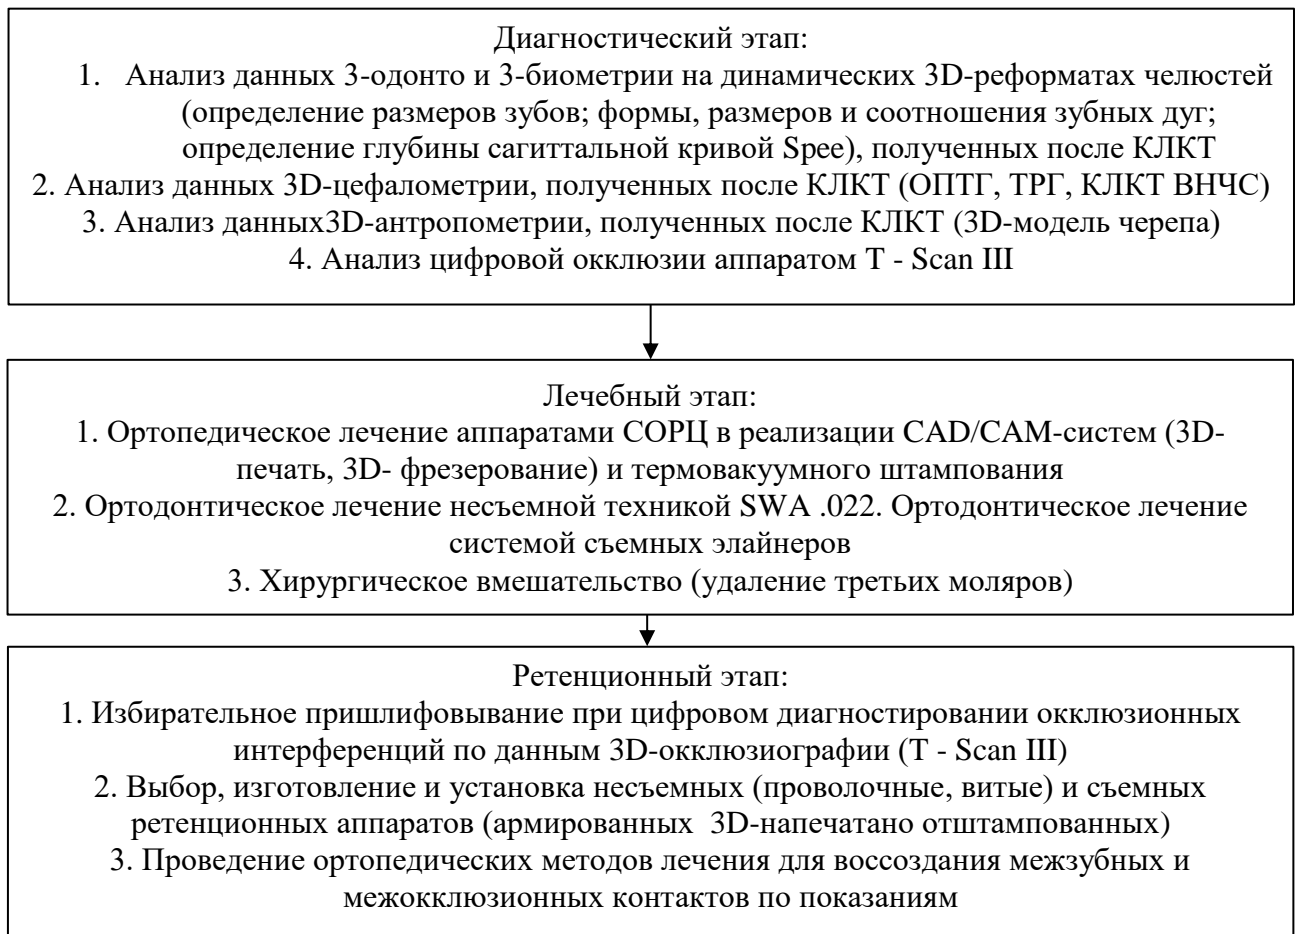 Диагностический этап:
1. Анализ данных 3-одонто и 3-биометрии на динамических 3D-реформатах челюстей
(определение размеров зубов; формы, размеров и соотношения зубных дуг;
определение глубины сагиттальной кривой Spee), полученных после КЛКТ
2. Анализ данных 3D-цефалометрии, полученных после КЛКТ (ОПТГ, ТРГ, КЛКТ ВНЧС)
3. Анализ данных3D-антропометрии, полученных после КЛКТ (3D-модель черепа)
4. Анализ цифровой окклюзии аппаратом T - Scan III
Лечебный этап:
1. Ортопедическое лечение аппаратами СОРЦ в реализации CAD/CAM-систем (3D-
печать, 3D- фрезерование) и термовакуумного штампования
2. Ортодонтическое лечение несъемной техникой SWA .022. Ортодонтическое лечение
системой съемных элайнеров
3. Хирургическое вмешательство (удаление третьих моляров)
Ретенционный этап:
1. Избирательное пришлифовывание при цифровом диагностировании окклюзионных
интерференций по данным 3D-окклюзиографии (T - Scan III)
2. Выбор, изготовление и установка несъемных (проволочные, витые) и съемных
ретенционных аппаратов (армированных 3D-напечатано отштампованных)
3. Проведение ортопедических методов лечения для воссоздания межзубных и
межокклюзионных контактов по показаниям